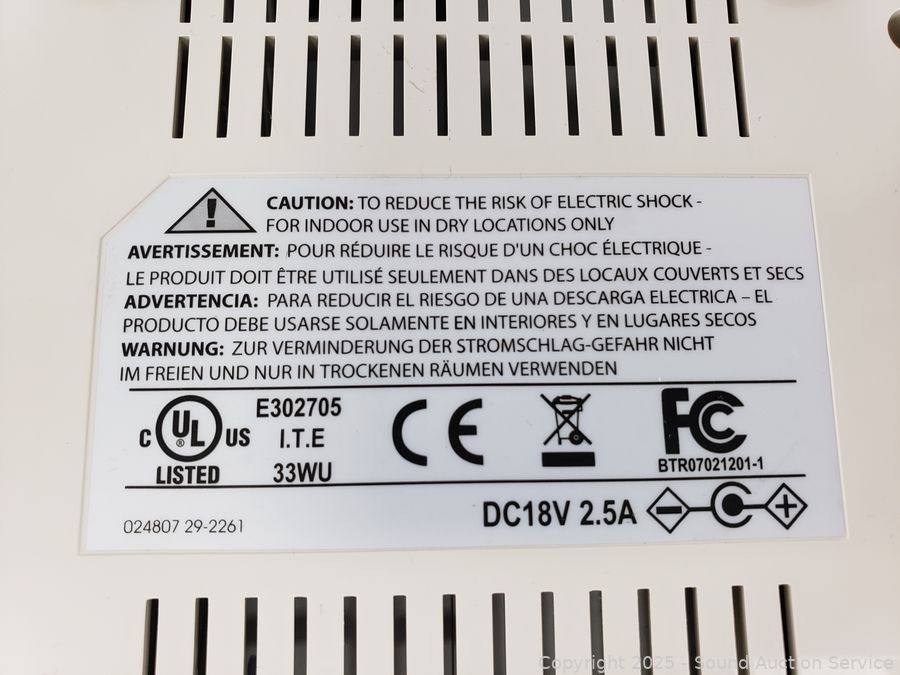 CAUTION: TO REDUCE THE RISK OF ELECTRIC SHOCK -
FOR INDOOR USE IN DRY LOCATIONS ONLY
AVERTISSEMENT: POUR RÉDUIRE LE RISQUE D'UN CHOC ÉLECTRIQUE -
LE PRODUIT DOIT ÊTRE UTILISÉ SEULEMENT DANS DES LOCAUX COUVERTS ET SECS
ADVERTENCIA: PARA REDUCIR EL RIESGO DE UNA DESCARGA ELECTRICA – EL
PRODUCTO DEBE USARSE SOLAMENTE EN INTERIORES Y EN LUGARES SECOS
WARNUNG: ZUR VERMINDERUNG DER STROMSCHLAG-GEFAHR NICHT
IM FREIEN UND NUR IN TROCKENEN RÄUMEN VERWENDEN
C UL® US
LISTED
E302705
I.T.E
33WU
CE
FC
BTR07021201-1
024807 29-2261
DC18V 2.5A
Copyright 2025 - Sound Auction Service